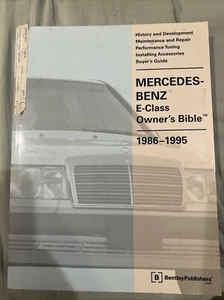 History and Development
Maintenance and Repair
Performance Tuning
Installing Accessories
Buyer's Guide
MERCEDES-
BENZ
E-Class
Owner's Bible™
1986–1995
B BentleyPublishers